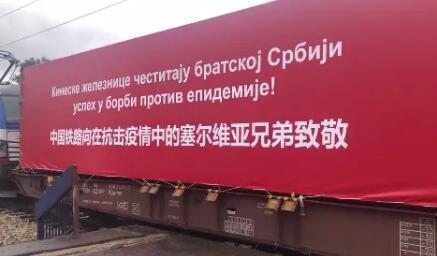 Кинеске железнице честитају братској Србији
успех у борби против епидемије!
中国铁路向在抗击疫情中的塞尔维亚兄弟致敬